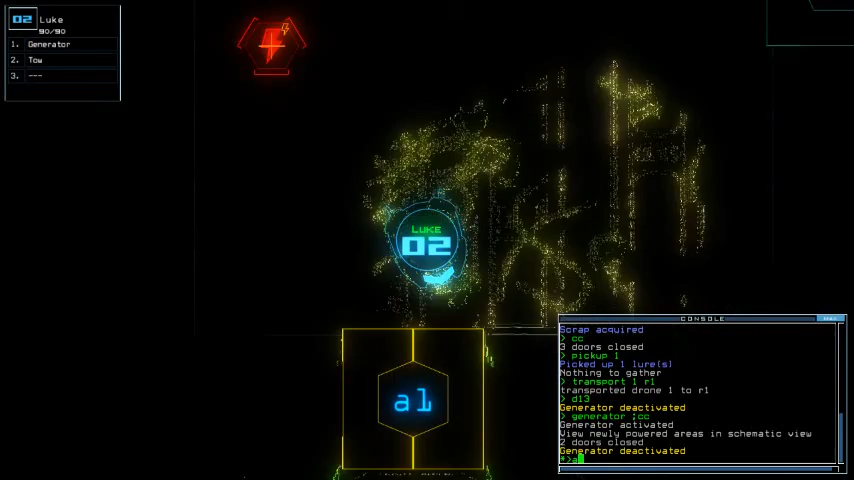 02 Luke
90/90
1. Generator
2. Tow
3. ---
LUKE
02
a1
CONSOLE
Scrap acquired
> cc
3 doors closed
> pickup 1
Picked up 1 lure(s)
Nothing to gather
> transport 1 r1
transported drone 1 to r1
> d13
Generator deactivated
> generator ;cc
Generator activated
View newly powered areas in schematic view
2 doors closed
Generator deactivated
*>a